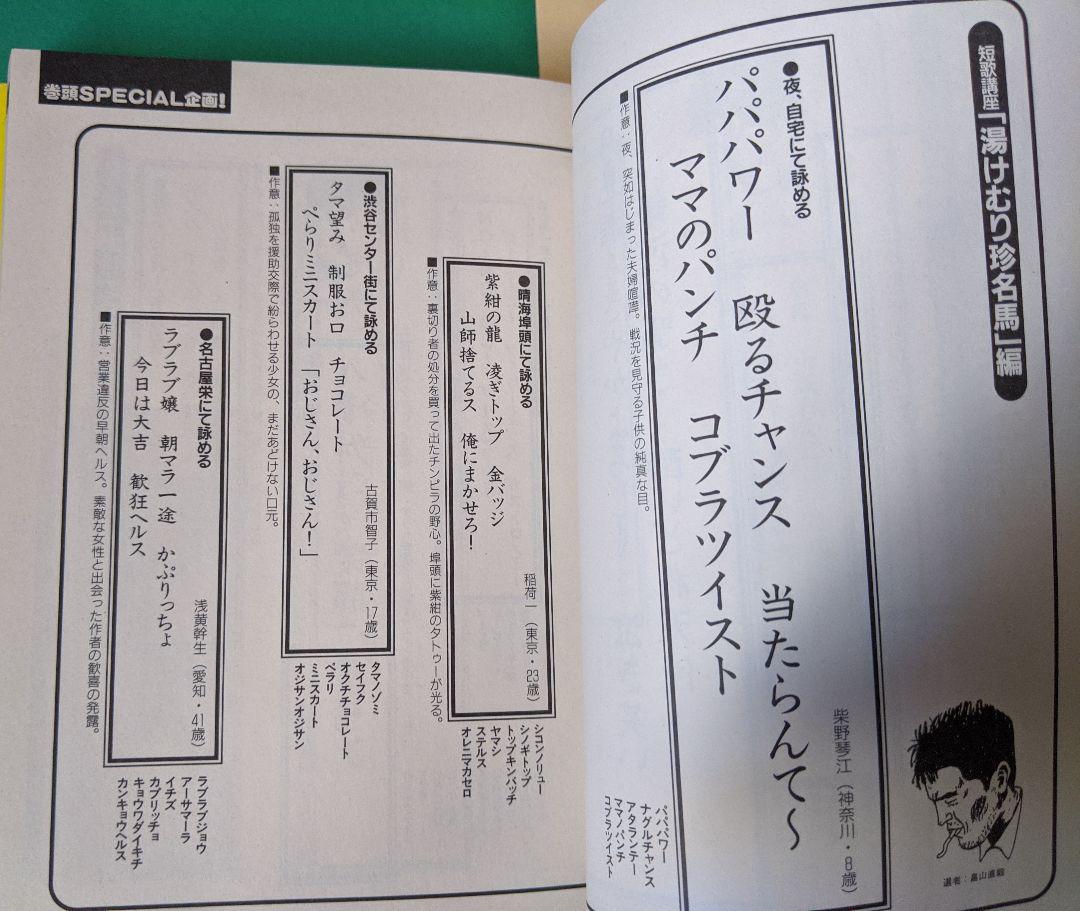 短歌講座「湯けむり珍名馬」編
●夜、自宅にて詠める
パパパワー　殴るチャンス　当たらんて〜
ママのパンチ　コブラツイスト
柴野琴江（神奈川・8歳）
■作意：夜、突如はじまった夫婦喧嘩。戦況を見守る子供の純真な目。
パパパワー
ナグルチャンス
アタランテー
ママノパンチ
コブラツイスト
選者：畠山直毅
巻頭SPECIAL企画！
●晴海埠頭にて詠める
紫紺の龍　凌ぎトップ　金バッジ
山師捨てるス　俺にまかせろ！
稲荷一（東京・23歳）
■作意：裏切り者の処分を買って出たチンピラの野心。埠頭に紫紺のタトゥーが光る。
シコンノリュー
シノギトップ
トップキンバッチ
ヤマシ
ステルス
オレニマカセロ
●渋谷センター街にて詠める
タマ望み　制服お口　チョコレート
ぺらりミニスカート　「おじさん、おじさん！」
古賀市智子（東京・17歳）
■作意：孤独を援助交際で紛らわせる少女の、まだあどけない口元。
タマノゾミ
セイフク
オクチチョコレート
ペラリ
ミニスカート
オジサンオジサン
●名古屋栄にて詠める
ラブラブ嬢　朝マラ一途　かぷりっちょ
今日は大吉　歓狂ヘルス
浅黄幹生（愛知・41歳）
■作意：営業違反の早朝ヘルス。素敵な女性と出会った作者の歓喜の発露。
ラブラブジョウ
アーサマーラ
イチズ
カブリッチョ
キョウワダイキチ
カンキョウヘルス